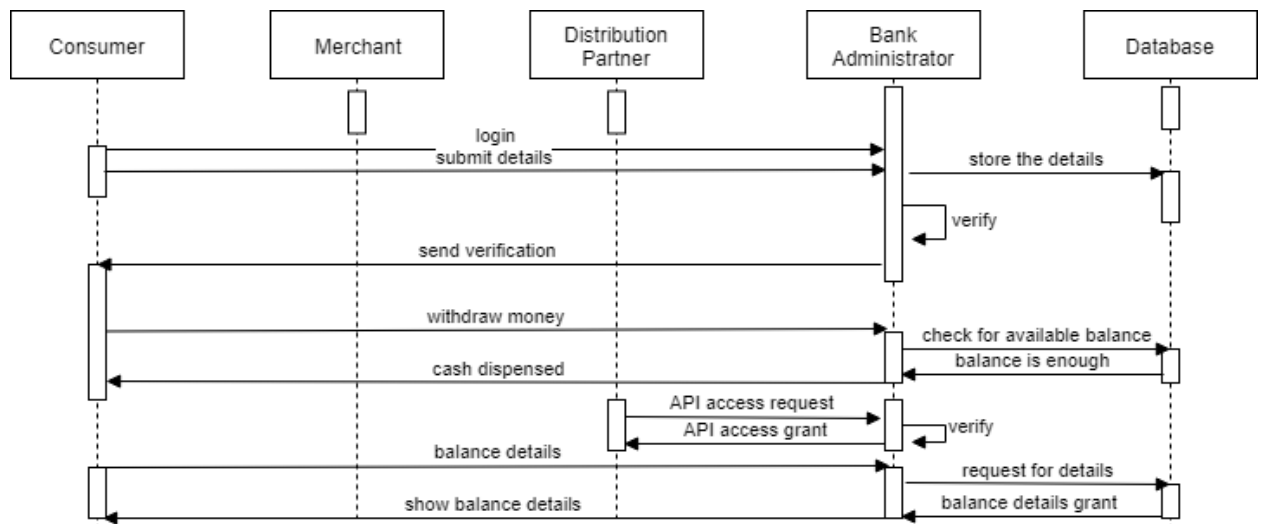 Consumer
Merchant
Distribution
Partner
Bank
Administrator
Database
login
submit details
store the details
verify
send verification
withdraw money
check for available balance
balance is enough
cash dispensed
API access request
API access grant
verify
balance details
request for details
show balance details
balance details grant